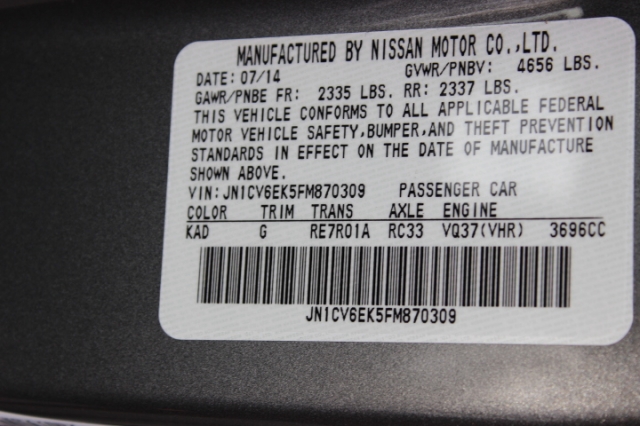 MANUFACTURED BY NISSAN MOTOR CO.,LTD.
DATE: 07/14 GVWR/PNBV: 4656 LBS.
GAWR/PNBE FR: 2335 LBS. RR: 2337 LBS.
THIS VEHICLE CONFORMS TO ALL APPLICABLE FEDERAL
MOTOR VEHICLE SAFETY,BUMPER,AND THEFT PREVENTION
STANDARDS IN EFFECT ON THE DATE OF MANUFACTURE
SHOWN ABOVE.
VIN:JN1CV6EK5FM870309 PASSENGER CAR
COLOR TRIM TRANS AXLE ENGINE
KAD G RE7R01A RC33 VQ37(VHR) 3696CC
JN1CV6EK5FM870309